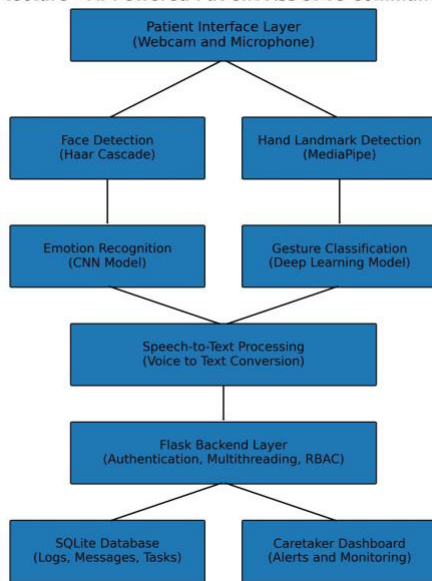 Patient Interface Layer
(Webcam and Microphone)
Face Detection
(Haar Cascade)
Hand Landmark Detection
(MediaPipe)
Emotion Recognition
(CNN Model)
Gesture Classification
(Deep Learning Model)
Speech-to-Text Processing
(Voice to Text Conversion)
Flask Backend Layer
(Authentication, Multithreading, RBAC)
SQLite Database
(Logs, Messages, Tasks)
Caretaker Dashboard
(Alerts and Monitoring)